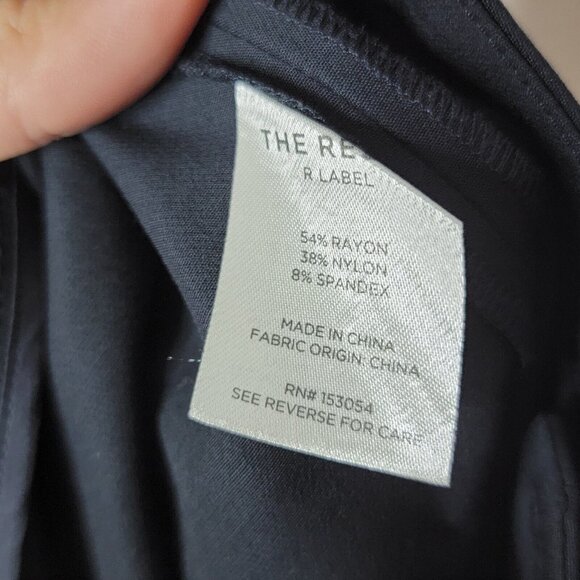 THE RES
R LABEL
54% RAYON
38% NYLON
8% SPANDEX
MADE IN CHINA
FABRIC ORIGIN: CHINA
RN# 153054
SEE REVERSE FOR CARE